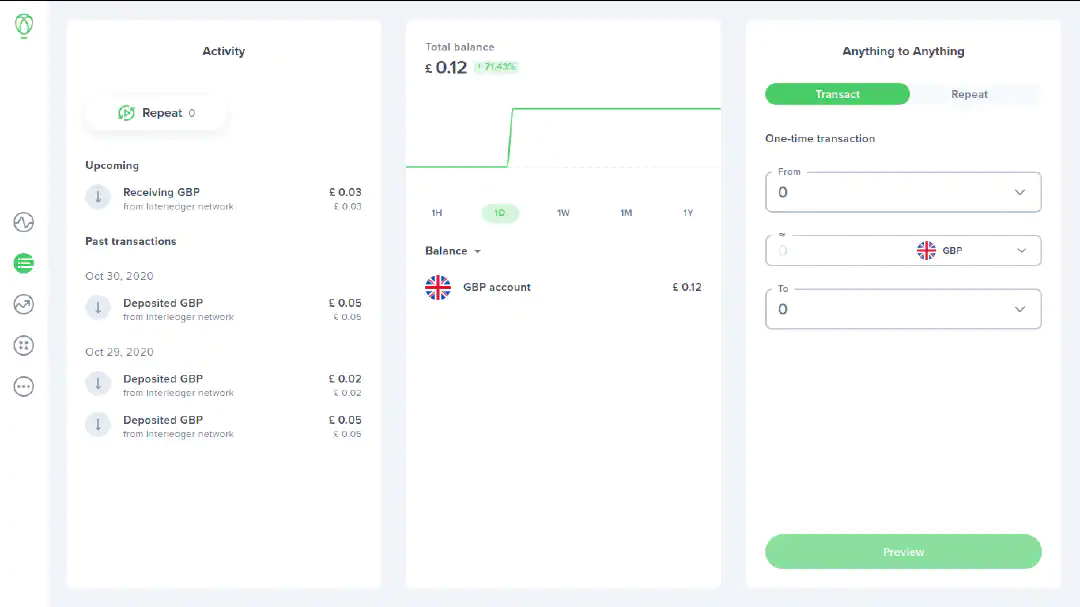 Activity
Repeat 0
Upcoming
Receiving GBP £ 0.03
from Interledger network £ 0.03
Past transactions
Oct 30, 2020
Deposited GBP £ 0.05
from Interledger network £ 0.05
Oct 29, 2020
Deposited GBP £ 0.02
from Interledger network £ 0.02
Deposited GBP £ 0.05
from Interledger network £ 0.05
Total balance
£ 0.12 + 71.43%
1H 1D 1W 1M 1Y
Balance
GBP account £ 0.12
Anything to Anything
Transact Repeat
One-time transaction
From
0
≈
0 GBP
To
0
Preview